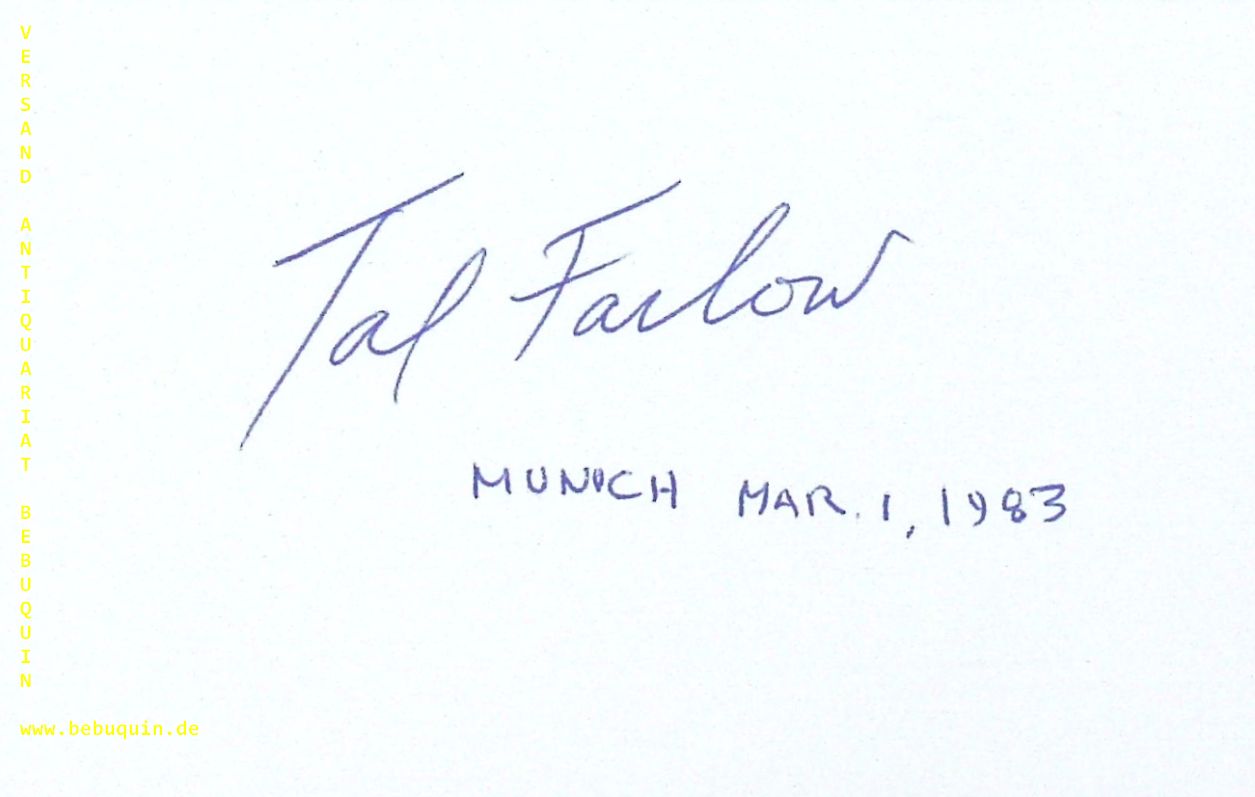 VERSAND ANTIQUARIAT BEBUQUIN
Tal Farlow
MUNICH MAR. 1, 1983
www.bebuquin.de